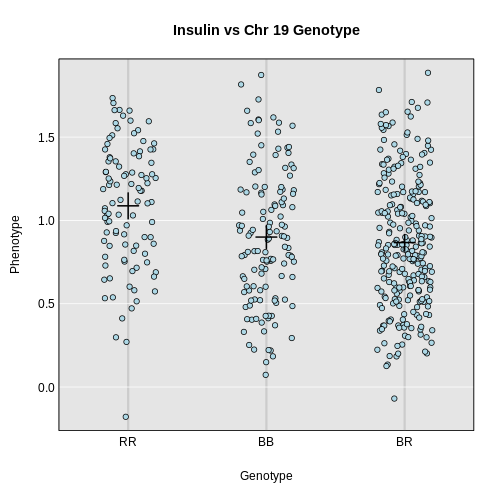 Insulin vs Chr 19 Genotype
Phenotype
1.5
1.0
0.5
0.0
RR BB BR
Genotype